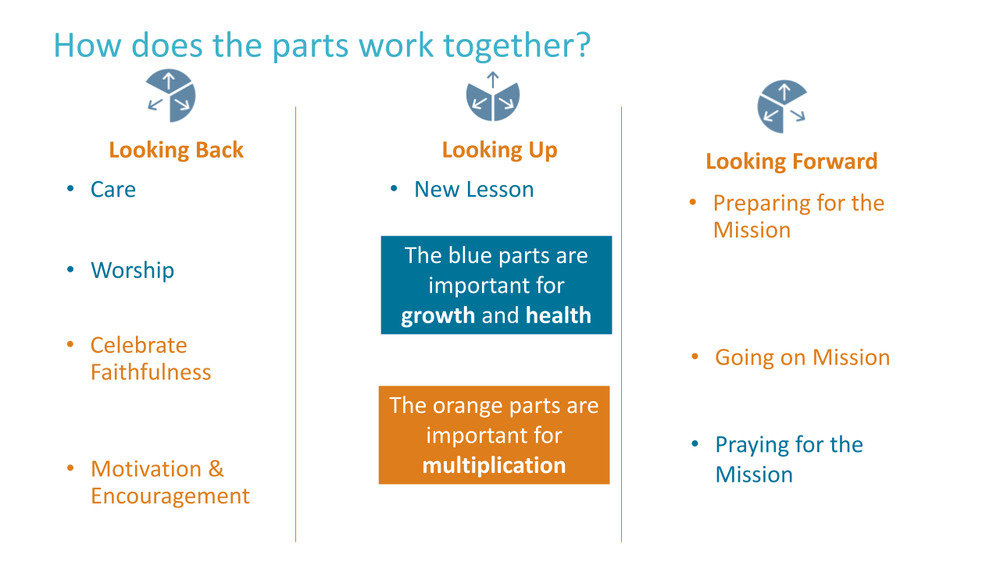 How does the parts work together?
Looking Back
• Care
• Worship
• Celebrate
Faithfulness
• Motivation &
Encouragement
Looking Up
• New Lesson
The blue parts are
important for
growth and health
The orange parts are
important for
multiplication
Looking Forward
• Preparing for the
Mission
• Going on Mission
• Praying for the
Mission